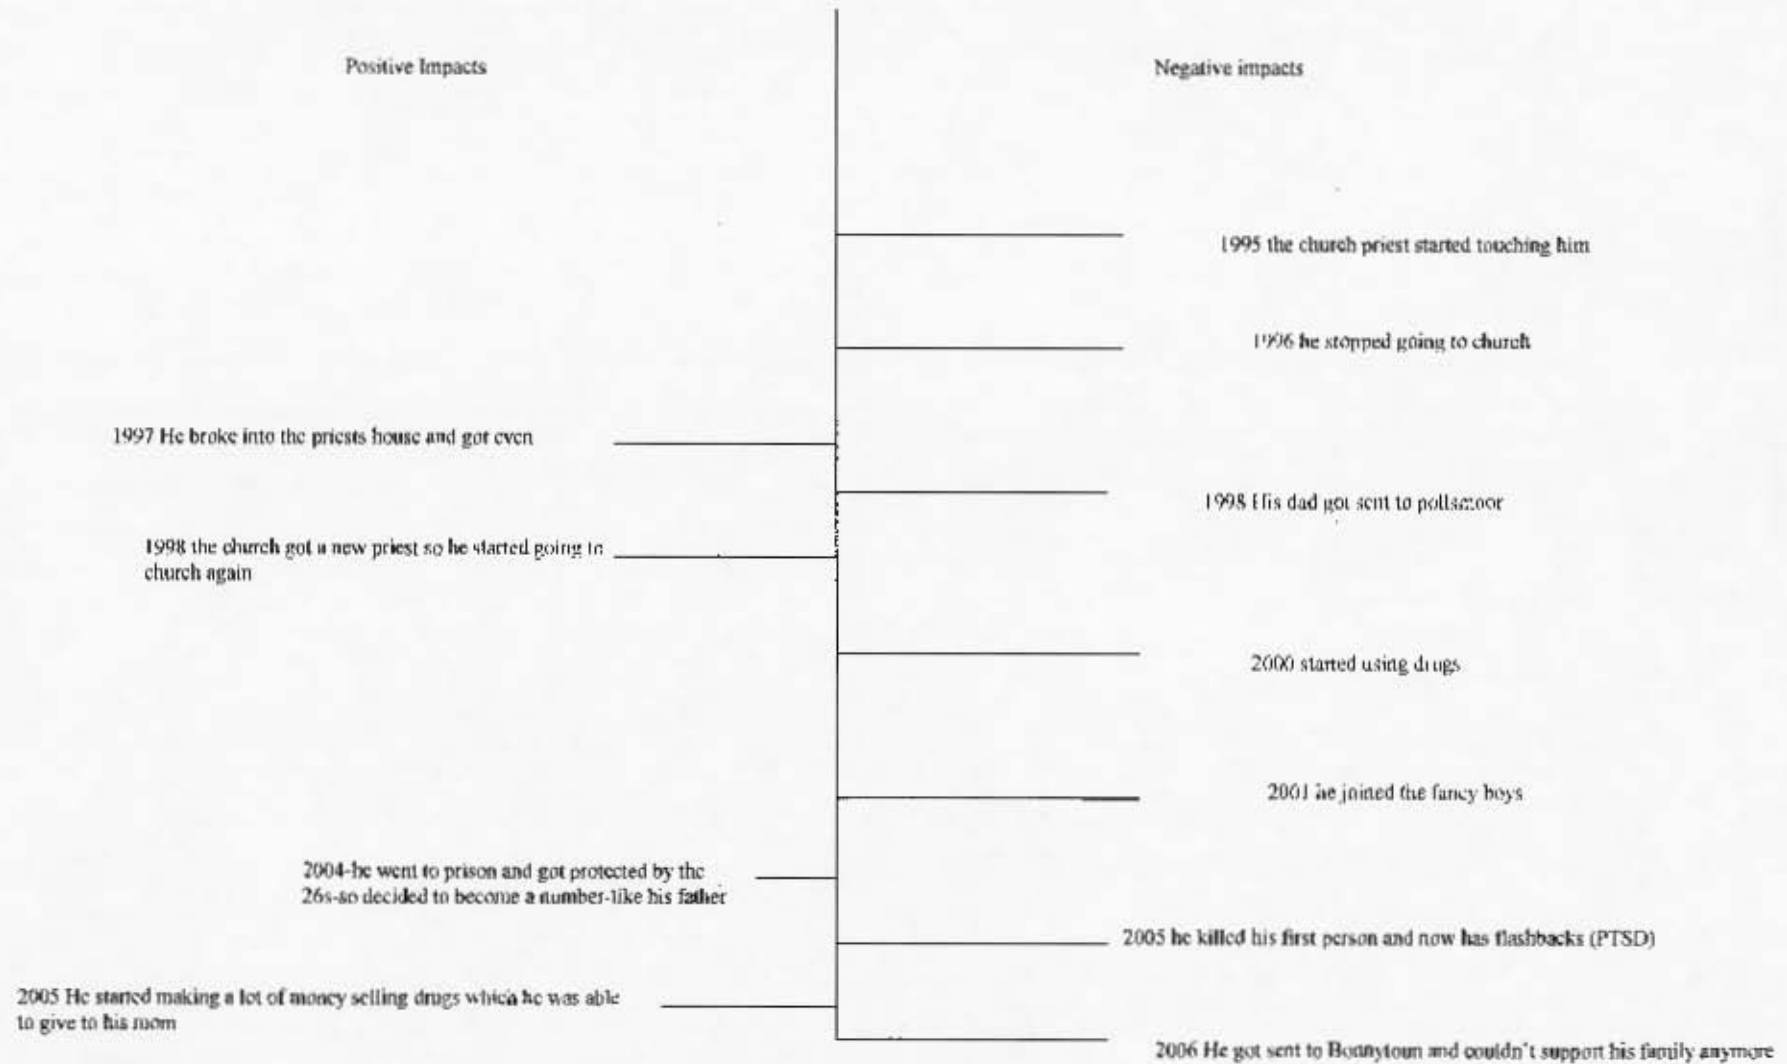 Positive Impacts
Negative impacts
1995 the church priest started touching him
1996 he stopped going to church
1997 He broke into the priests house and got even
1998 His dad got sent to pollsmoor
1998 the church got a new priest so he started going to
church again
2000 started using drugs
2001 he joined the fancy boys
2004-he went to prison and got protected by the
26s-so decided to become a number-like his father
2005 he killed his first person and now has flashbacks (PTSD)
2005 He started making a lot of money selling drugs which he was able
to give to his mom
2006 He got sent to Bonnytoun and couldn't support his family anymore